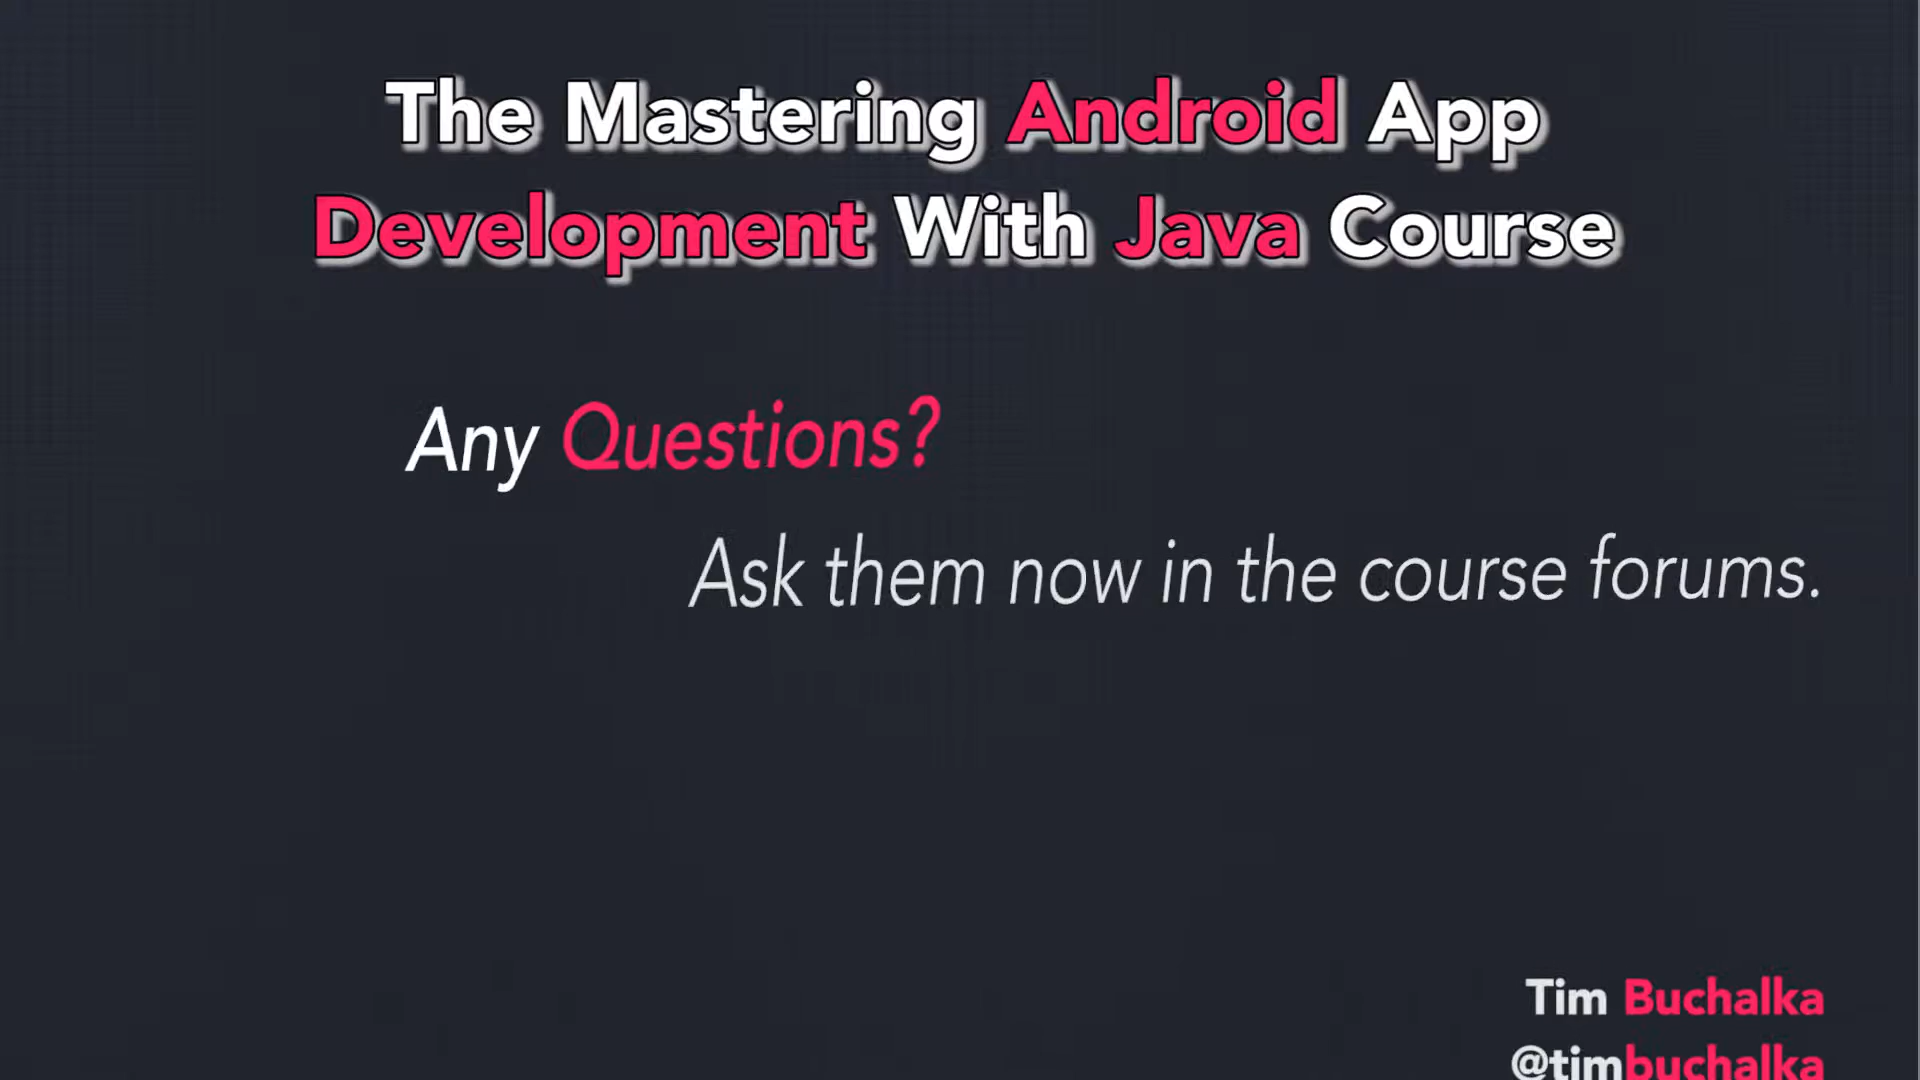 The Mastering Android App
Development With Java Course
Any Questions?
Ask them now in the course forums.
Tim Buchalka
@timbuchalka